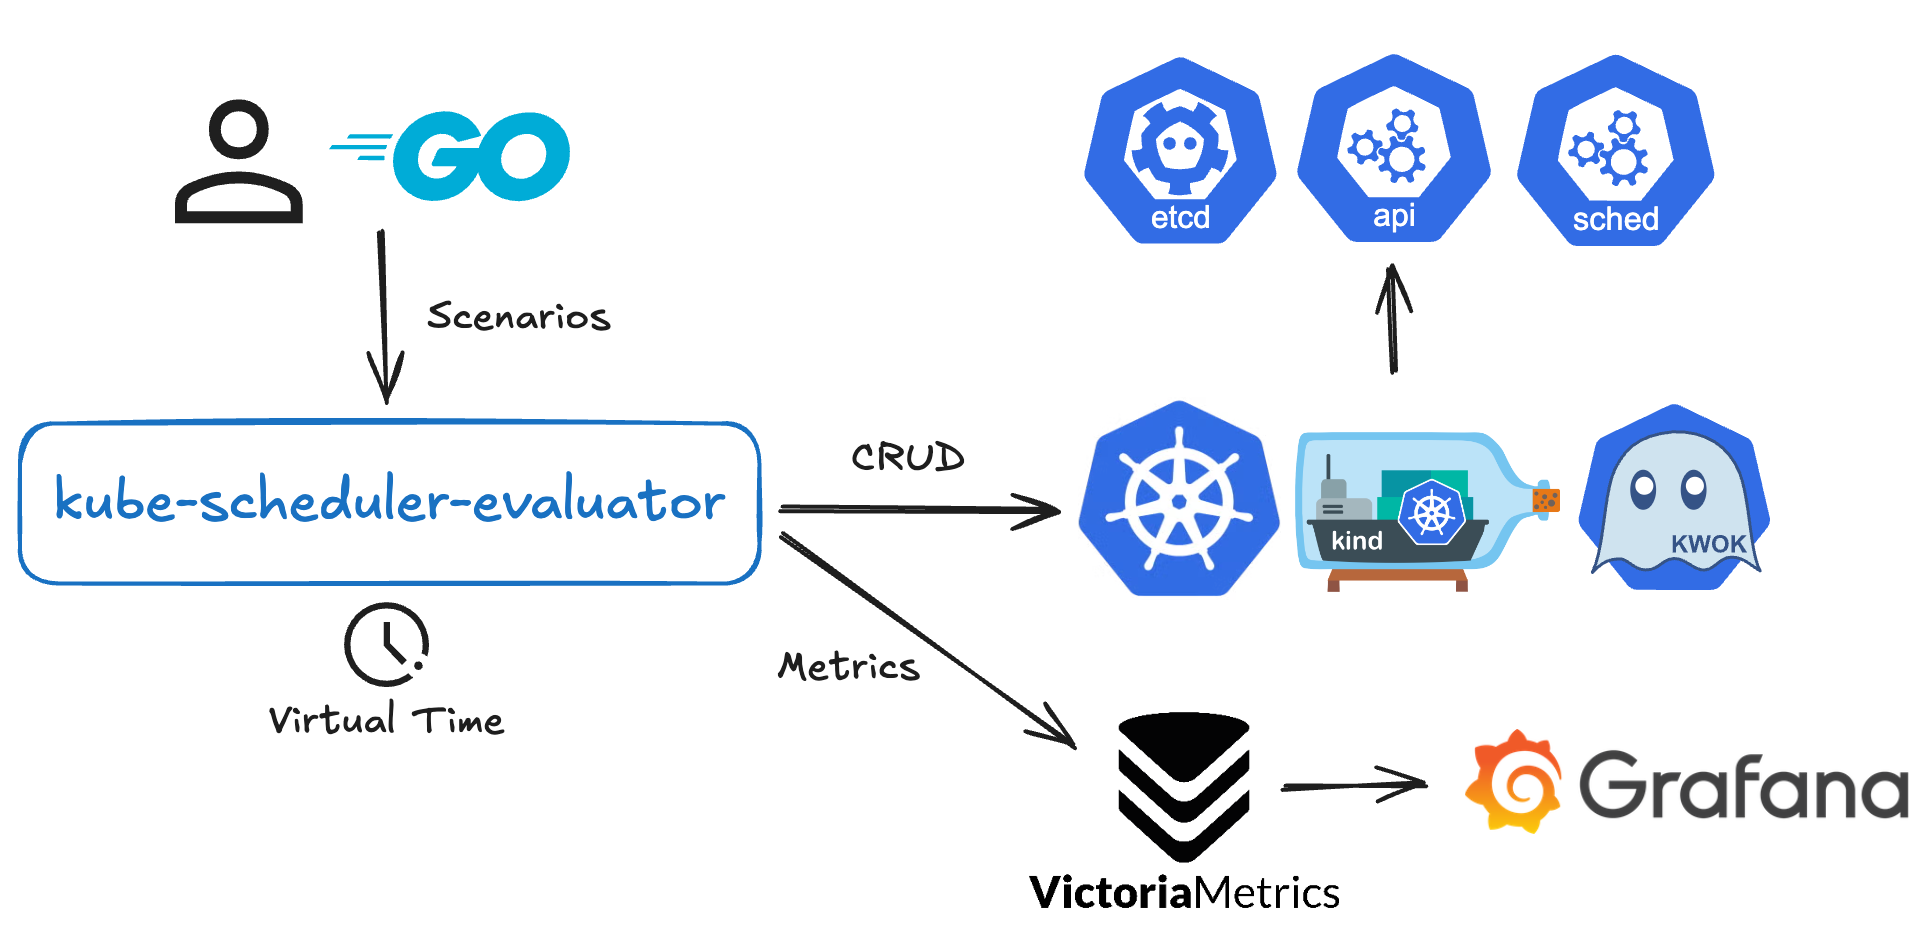 GO
etcd
api
sched
Scenarios
kube-scheduler-evaluator
CRUD
kind
KWOK
Virtual Time
Metrics
VictoriaMetrics
Grafana